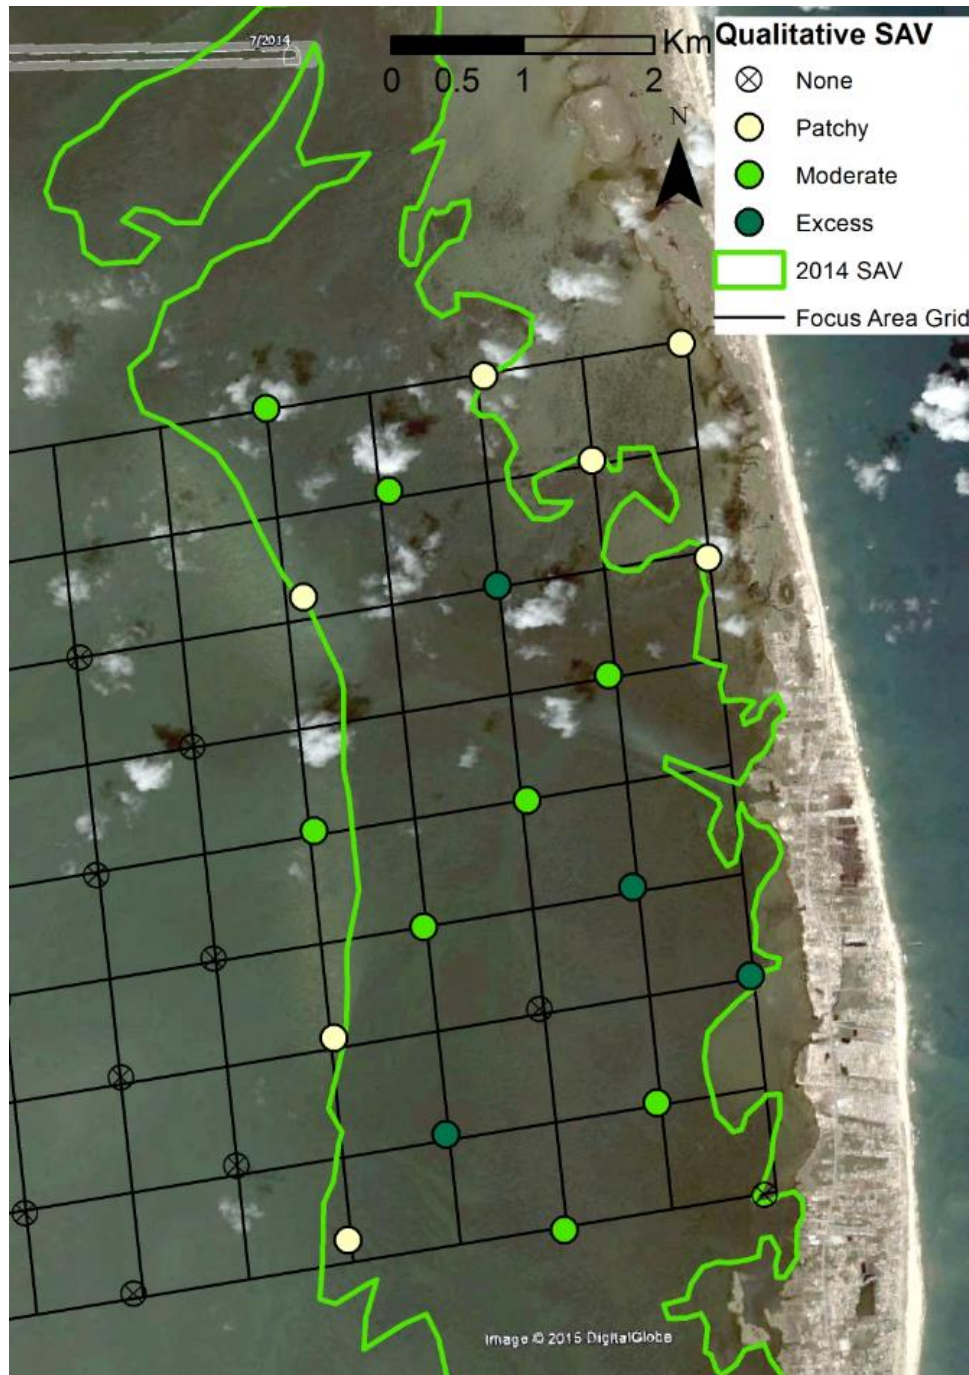 7/2014
Km
0 0.5 1 2
N
Qualitative SAV
None
Patchy
Moderate
Excess
2014 SAV
Focus Area Grid
Image © 2015 DigitalGlobe